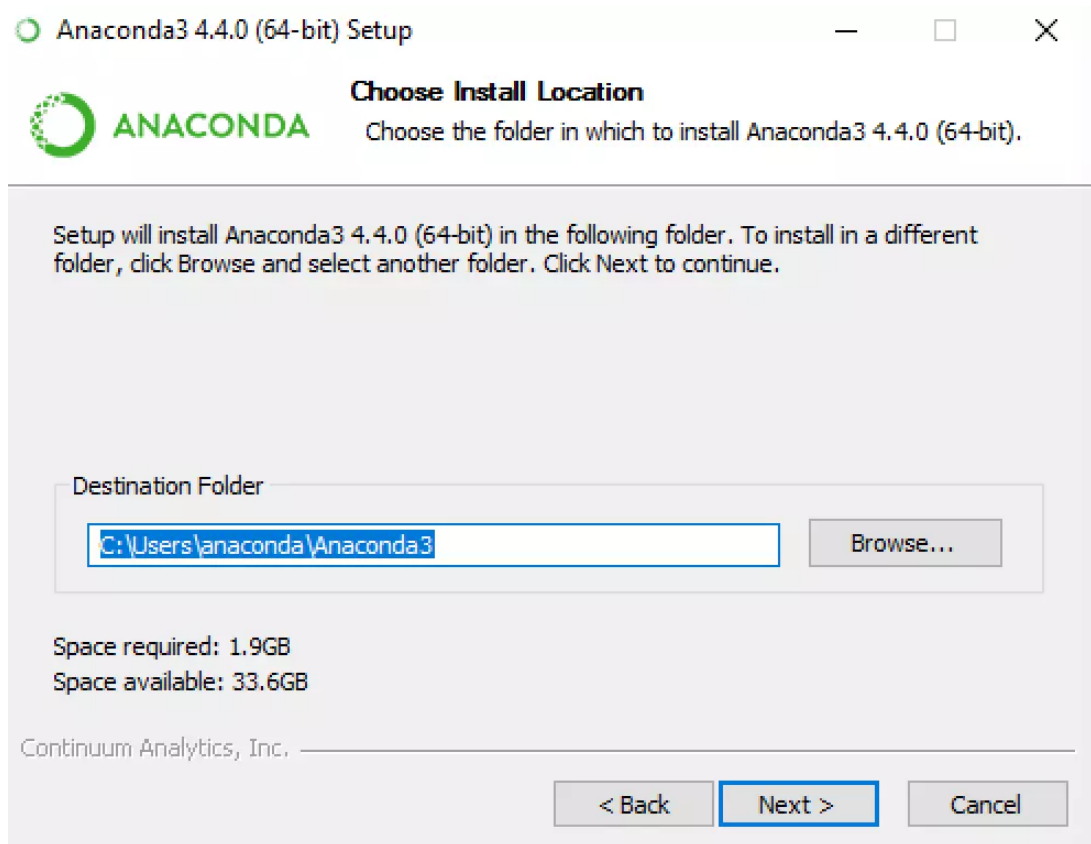 Anaconda3 4.4.0 (64-bit) Setup
ANACONDA
Choose Install Location
Choose the folder in which to install Anaconda3 4.4.0 (64-bit).
Setup will install Anaconda3 4.4.0 (64-bit) in the following folder. To install in a different
folder, click Browse and select another folder. Click Next to continue.
Destination Folder
C:\Users\anaconda\Anaconda3
Browse...
Space required: 1.9GB
Space available: 33.6GB
Continuum Analytics, Inc.
< Back
Next >
Cancel